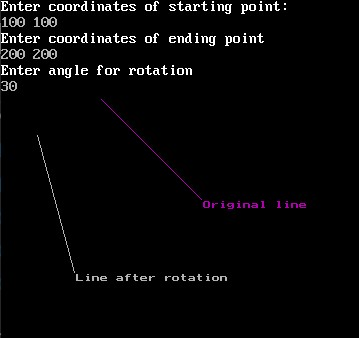 Enter coordinates of starting point:
100 100
Enter coordinates of ending point
200 200
Enter angle for rotation
30
Original line
Line after rotation